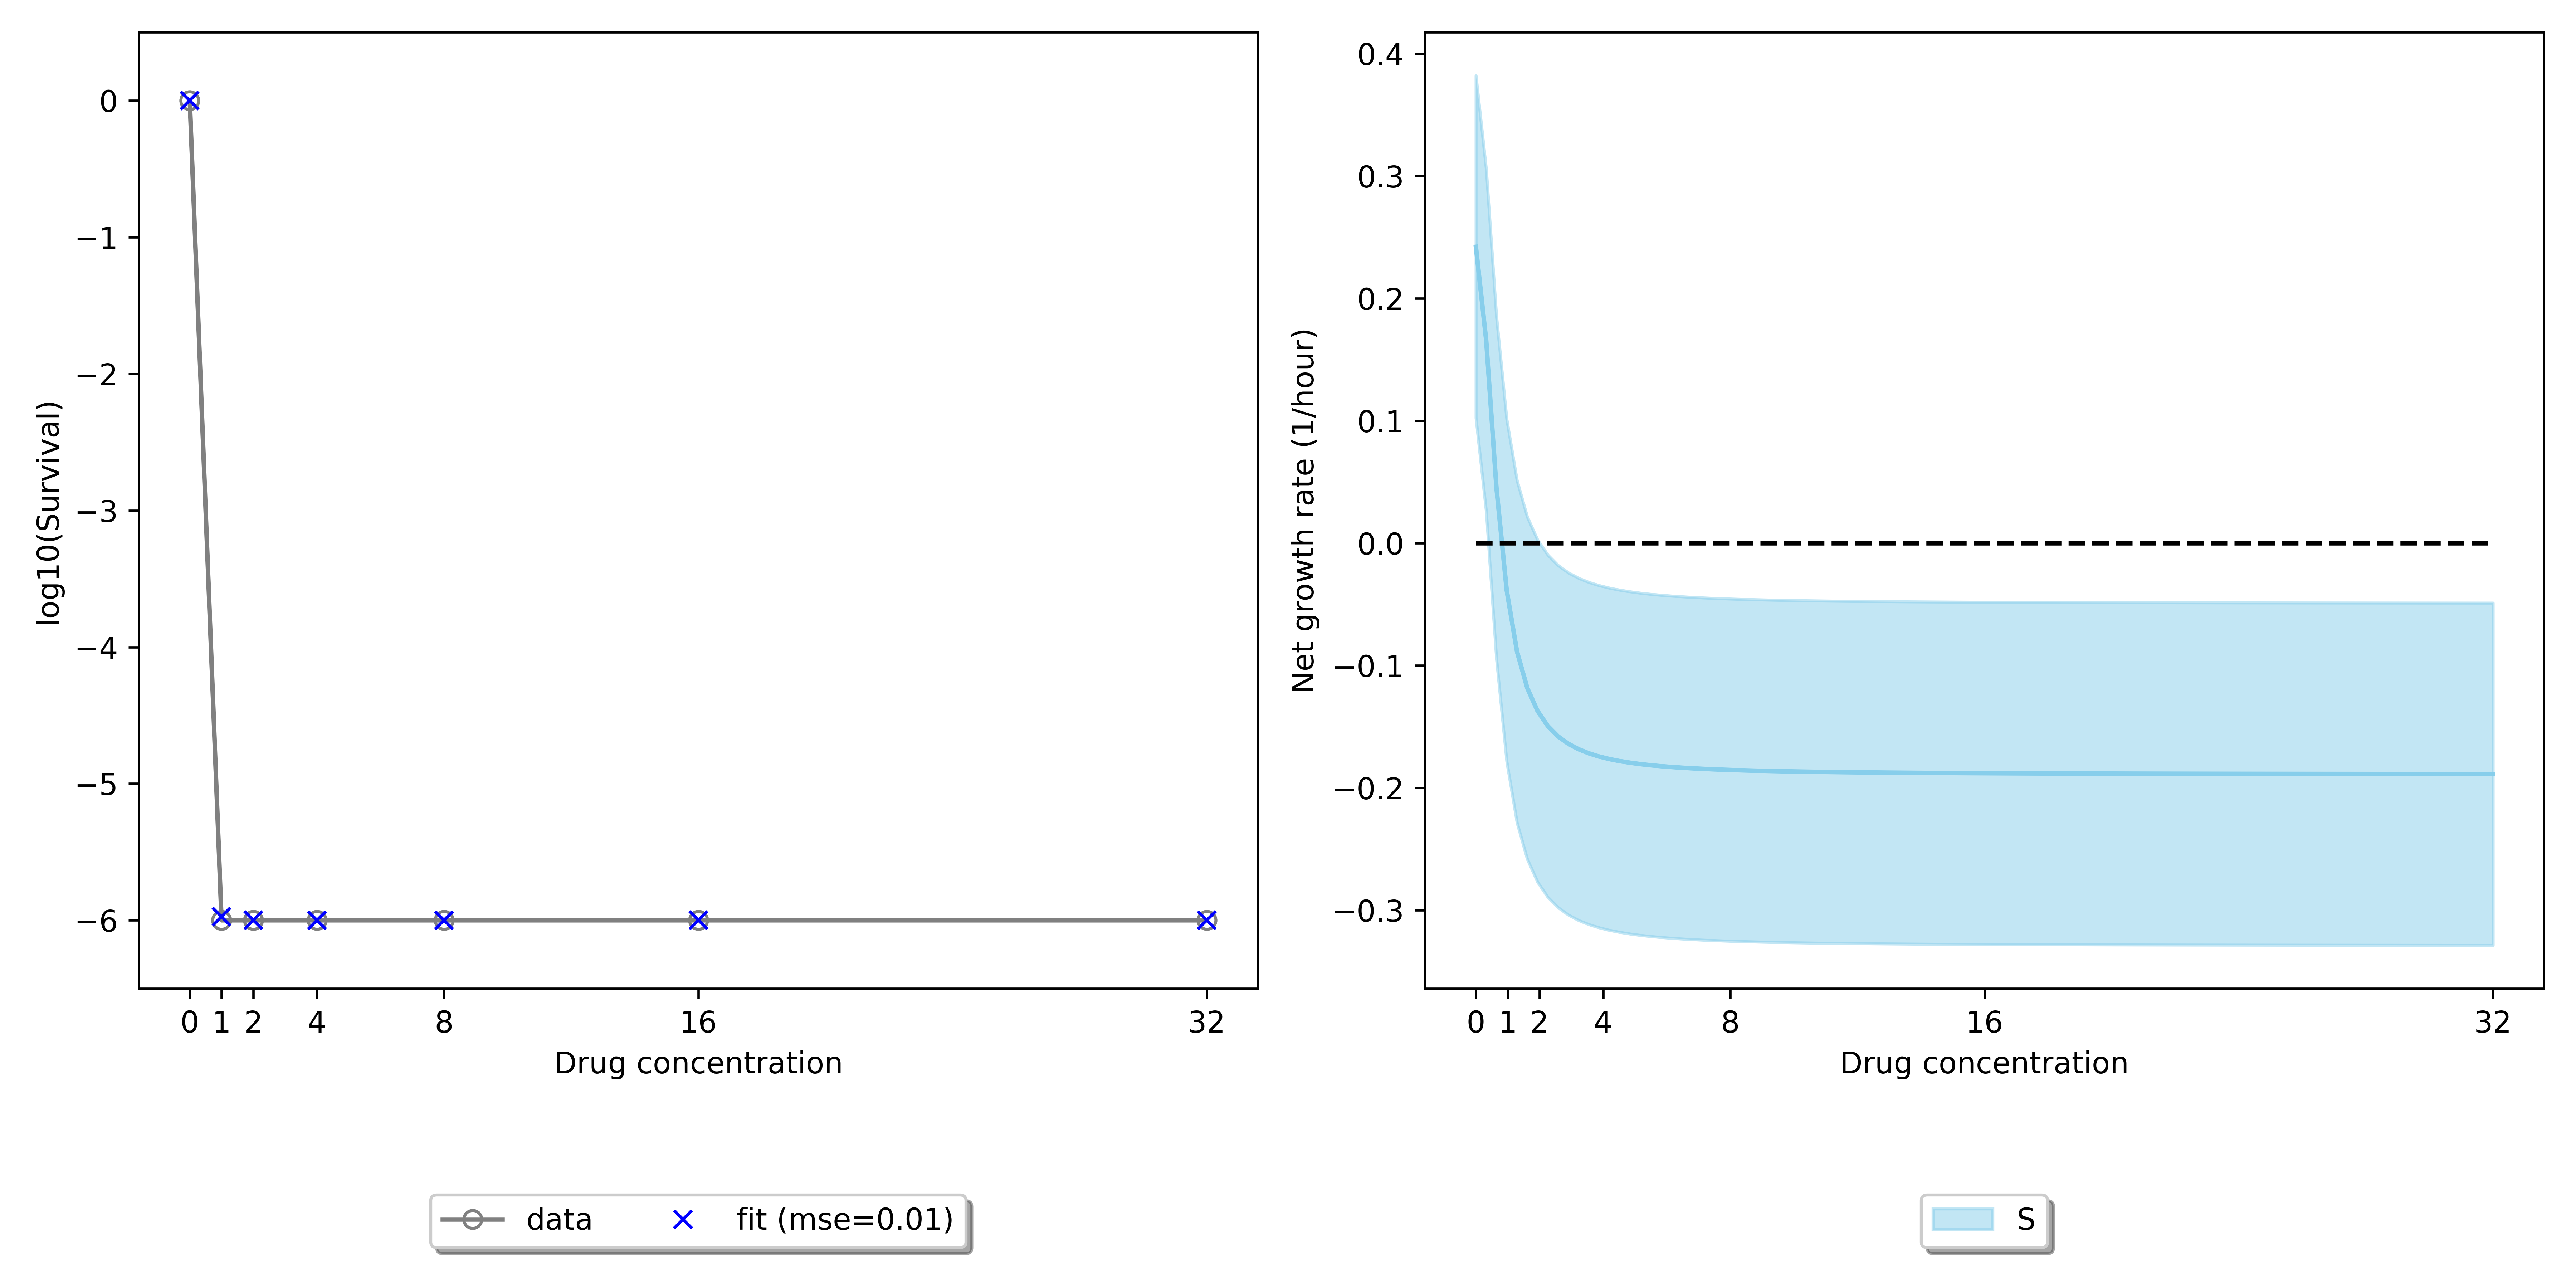 log10(Survival)
0
−1
−2
−3
−4
−5
−6
0 1 2 4 8 16 32
Drug concentration
data fit (mse=0.01)
Net growth rate (1/hour)
0.4
0.3
0.2
0.1
0.0
−0.1
−0.2
−0.3
0 1 2 4 8 16 32
Drug concentration
S